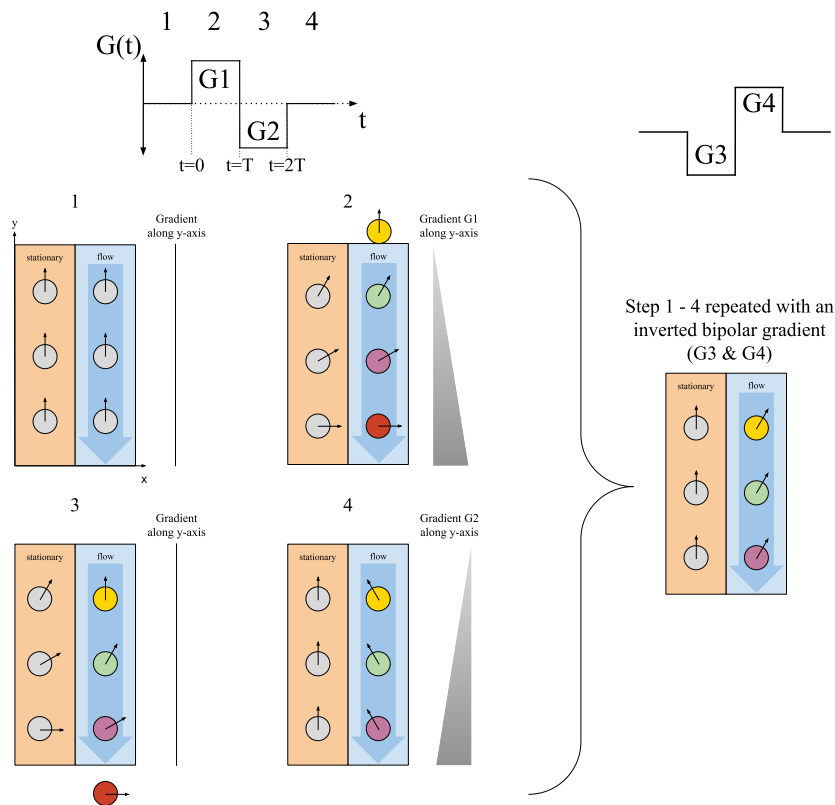 1 2 3 4
G(t)
G1
G2
t
t=0 t=T t=2T
G4
G3
1
y
Gradient
along y-axis
stationary flow
x
2
Gradient G1
along y-axis
stationary flow
3
Gradient
along y-axis
stationary flow
4
Gradient G2
along y-axis
stationary flow
Step 1 - 4 repeated with an
inverted bipolar gradient
(G3 & G4)
stationary flow